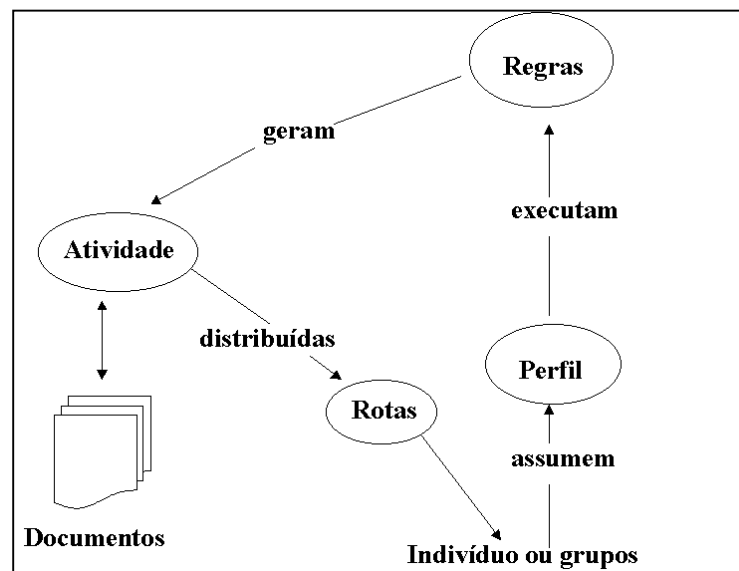 Regras
geram
executam
Atividade
distribuídas
Perfil
Rotas
assumem
Documentos
Indivíduo ou grupos